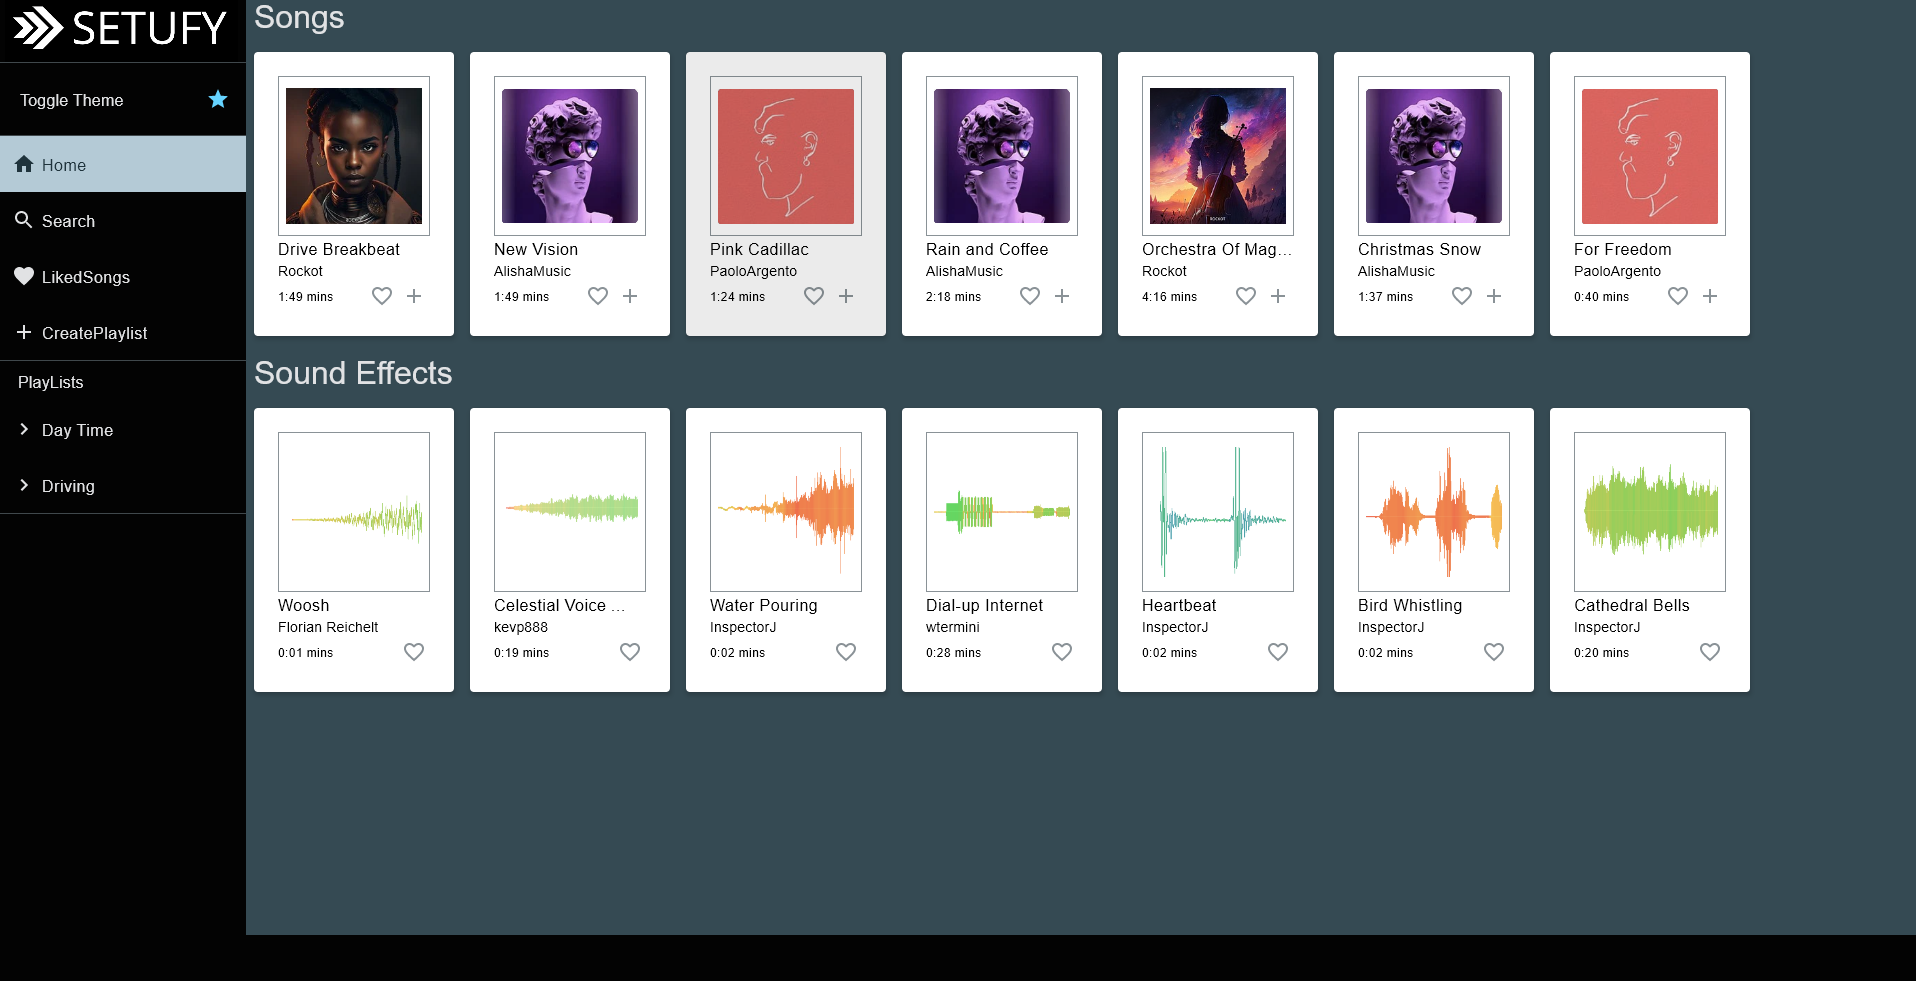 SETUFY
Toggle Theme
Home
Search
LikedSongs
CreatePlaylist
PlayLists
Day Time
Driving
Songs
Drive Breakbeat
Rockot
1:49 mins
New Vision
AlishaMusic
1:49 mins
Pink Cadillac
PaoloArgento
1:24 mins
Rain and Coffee
AlishaMusic
2:18 mins
ROCKOT
Orchestra Of Mag...
Rockot
4:16 mins
Christmas Snow
AlishaMusic
1:37 mins
For Freedom
PaoloArgento
0:40 mins
Sound Effects
Woosh
Florian Reichelt
0:01 mins
Celestial Voice ...
kevp888
0:19 mins
Water Pouring
InspectorJ
0:02 mins
Dial-up Internet
wtermini
0:28 mins
Heartbeat
InspectorJ
0:02 mins
Bird Whistling
InspectorJ
0:02 mins
Cathedral Bells
InspectorJ
0:20 mins